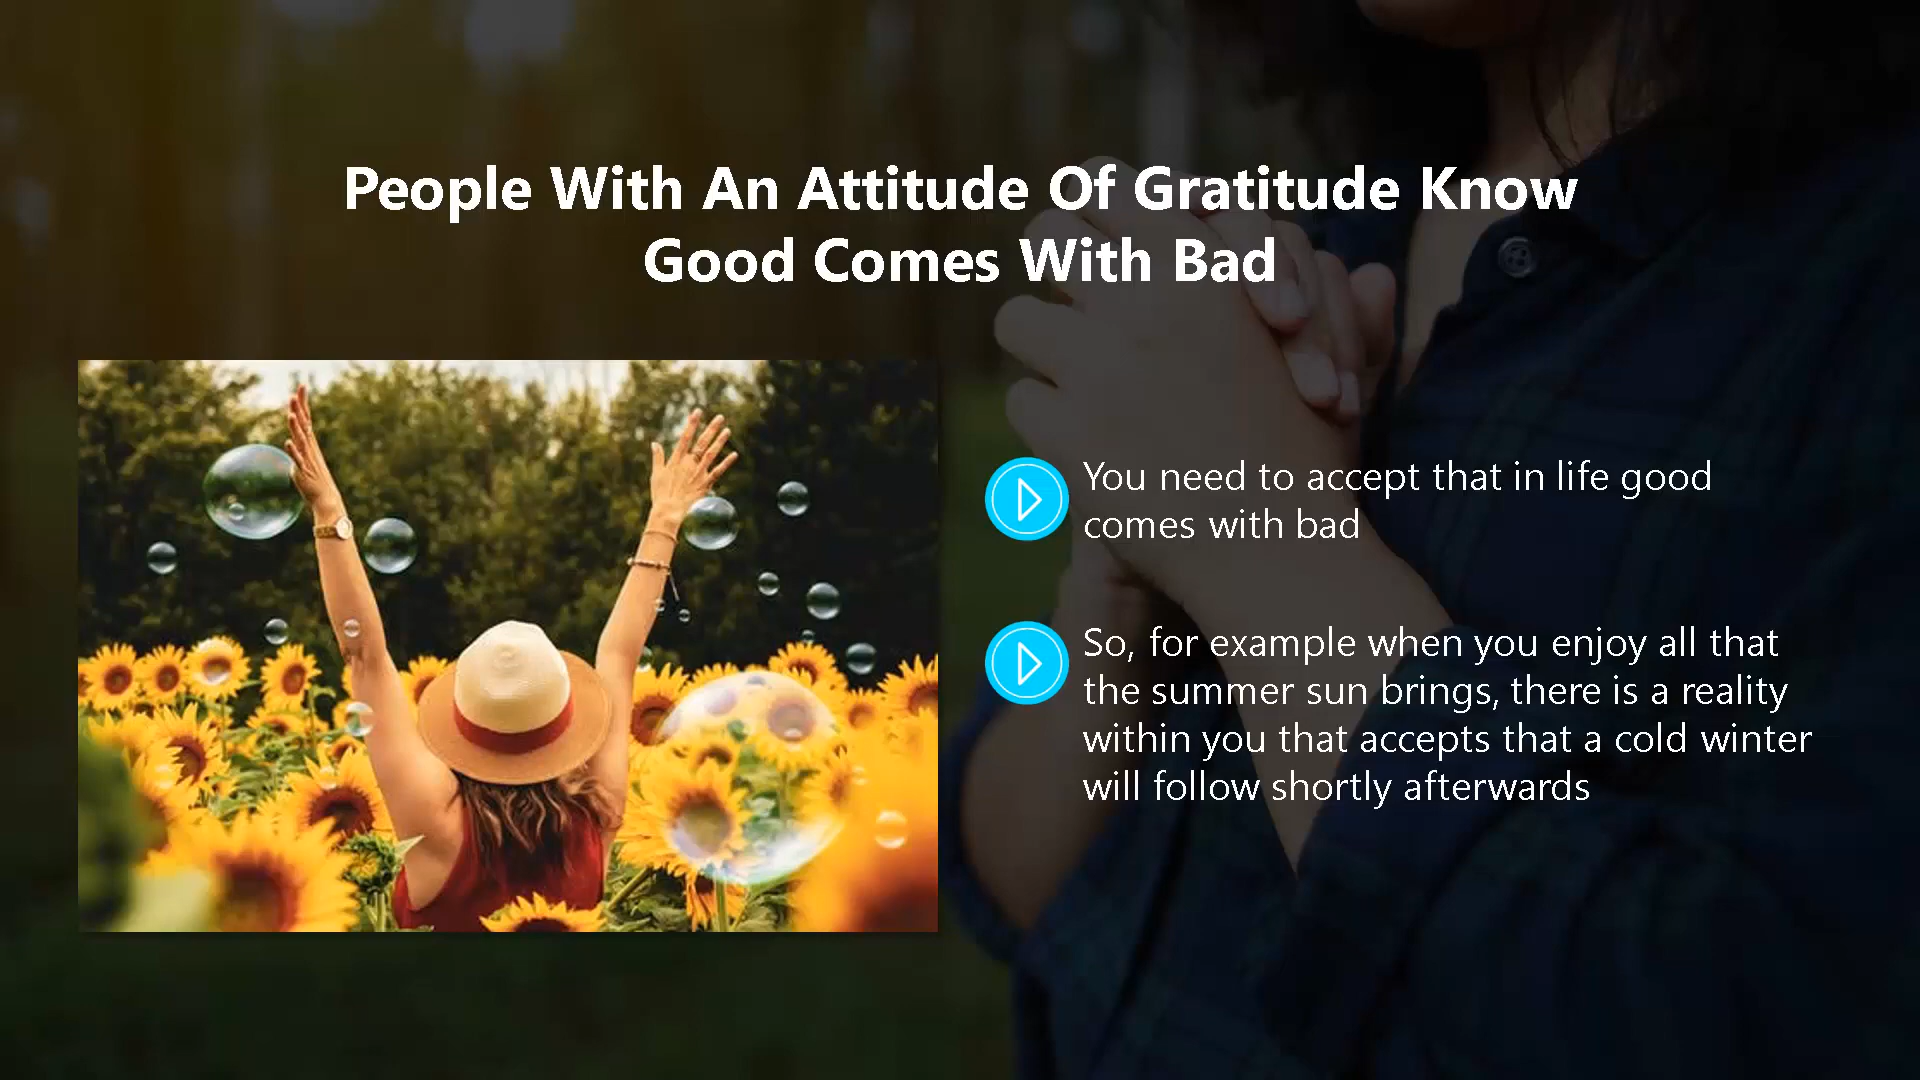 People With An Attitude Of Gratitude Know
Good Comes With Bad
You need to accept that in life good
comes with bad
So, for example when you enjoy all that
the summer sun brings, there is a reality
within you that accepts that a cold winter
will follow shortly afterwards